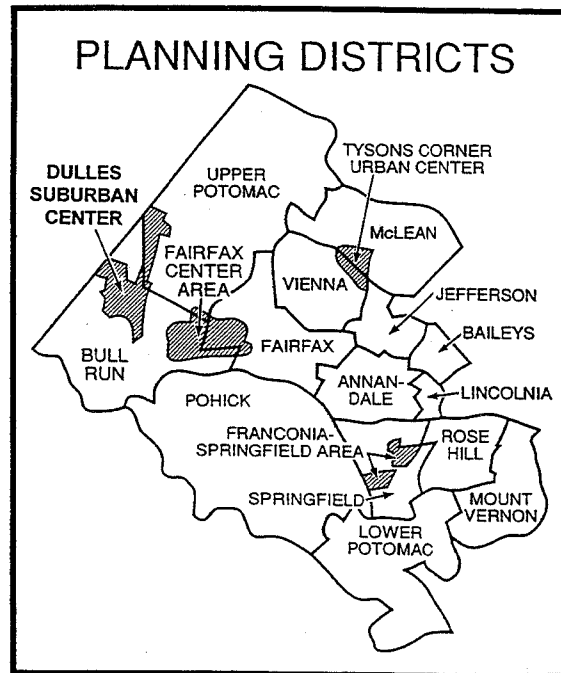 PLANNING DISTRICTS
TYSONS CORNER
URBAN CENTER
UPPER
POTOMAC
DULLES
SUBURBAN
CENTER
McLEAN
FAIRFAX
CENTER
AREA
VIENNA
JEFFERSON
BAILEYS
FAIRFAX
BULL
RUN
ANNAN-
DALE
LINCOLNIA
POHICK
FRANCONIA-
SPRINGFIELD AREA
ROSE
HILL
SPRINGFIELD
MOUNT
VERNON
LOWER
POTOMAC